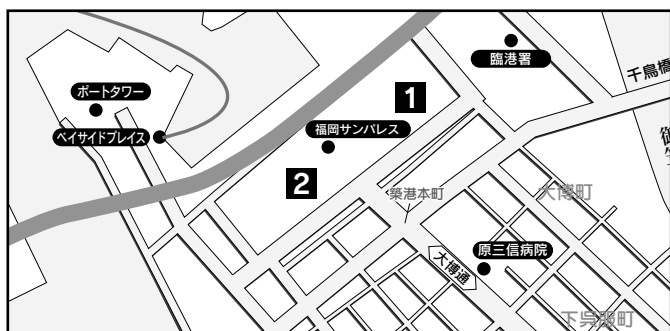 臨港署
千鳥橋
ポートタワー
1
ベイサイドプレイス
福岡サンパレス
2
築港本町
大博町
大博通
原三信病院
下呉服町